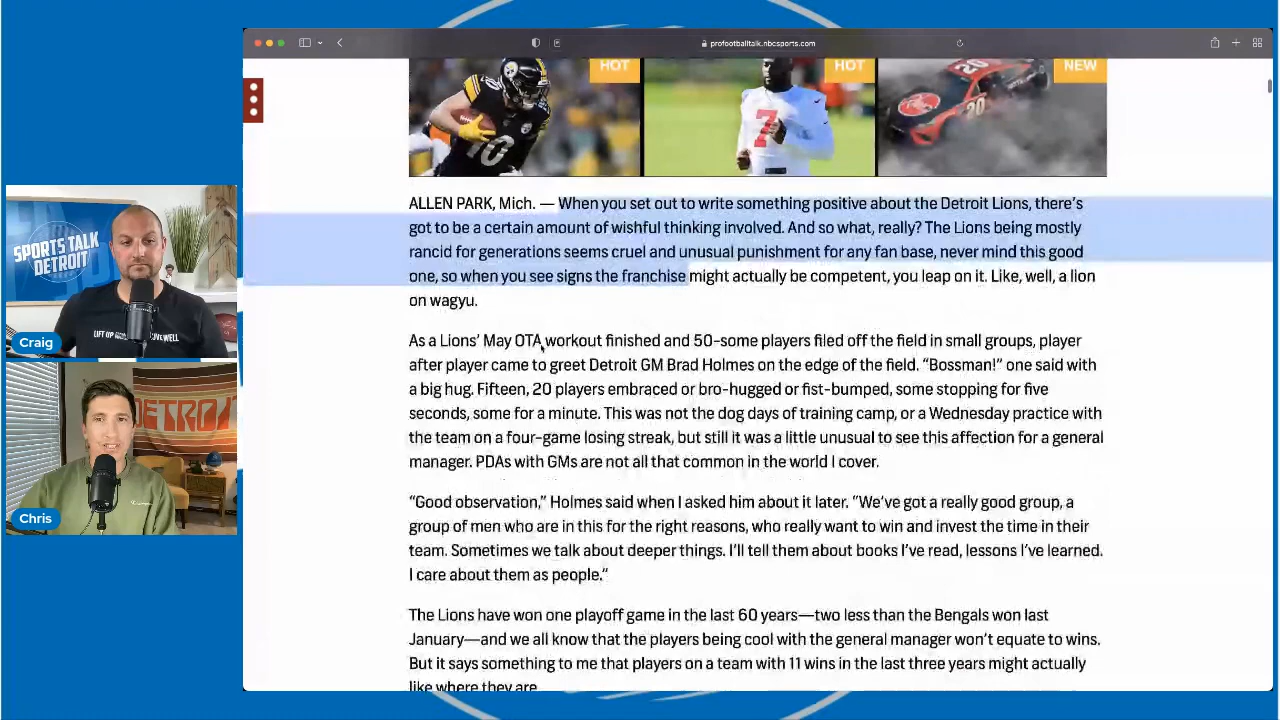 profootballtalk.nbcsports.com
HOT
HOT
NEW
10
7
20
20
ALLEN PARK, Mich. — When you set out to write something positive about the Detroit Lions, there's
got to be a certain amount of wishful thinking involved. And so what, really? The Lions being mostly
rancid for generations seems cruel and unusual punishment for any fan base, never mind this good
one, so when you see signs the franchise might actually be competent, you leap on it. Like, well, a lion
on wagyu.
As a Lions' May OTA workout finished and 50-some players filed off the field in small groups, player
after player came to greet Detroit GM Brad Holmes on the edge of the field. “Bossman!” one said with
a big hug. Fifteen, 20 players embraced or bro-hugged or fist-bumped, some stopping for five
seconds, some for a minute. This was not the dog days of training camp, or a Wednesday practice with
the team on a four-game losing streak, but still it was a little unusual to see this affection for a general
manager. PDAs with GMs are not all that common in the world I cover.
“Good observation,” Holmes said when I asked him about it later. “We've got a really good group, a
group of men who are in this for the right reasons, who really want to win and invest the time in their
team. Sometimes we talk about deeper things. I'll tell them about books I've read, lessons I've learned.
I care about them as people.”
The Lions have won one playoff game in the last 60 years—two less than the Bengals won last
January—and we all know that the players being cool with the general manager won't equate to wins.
But it says something to me that players on a team with 11 wins in the last three years might actually
like where they are
SPORTS TALK
DETROIT
LIFT UP
LIVE WELL
Craig
DETROIT
Chris